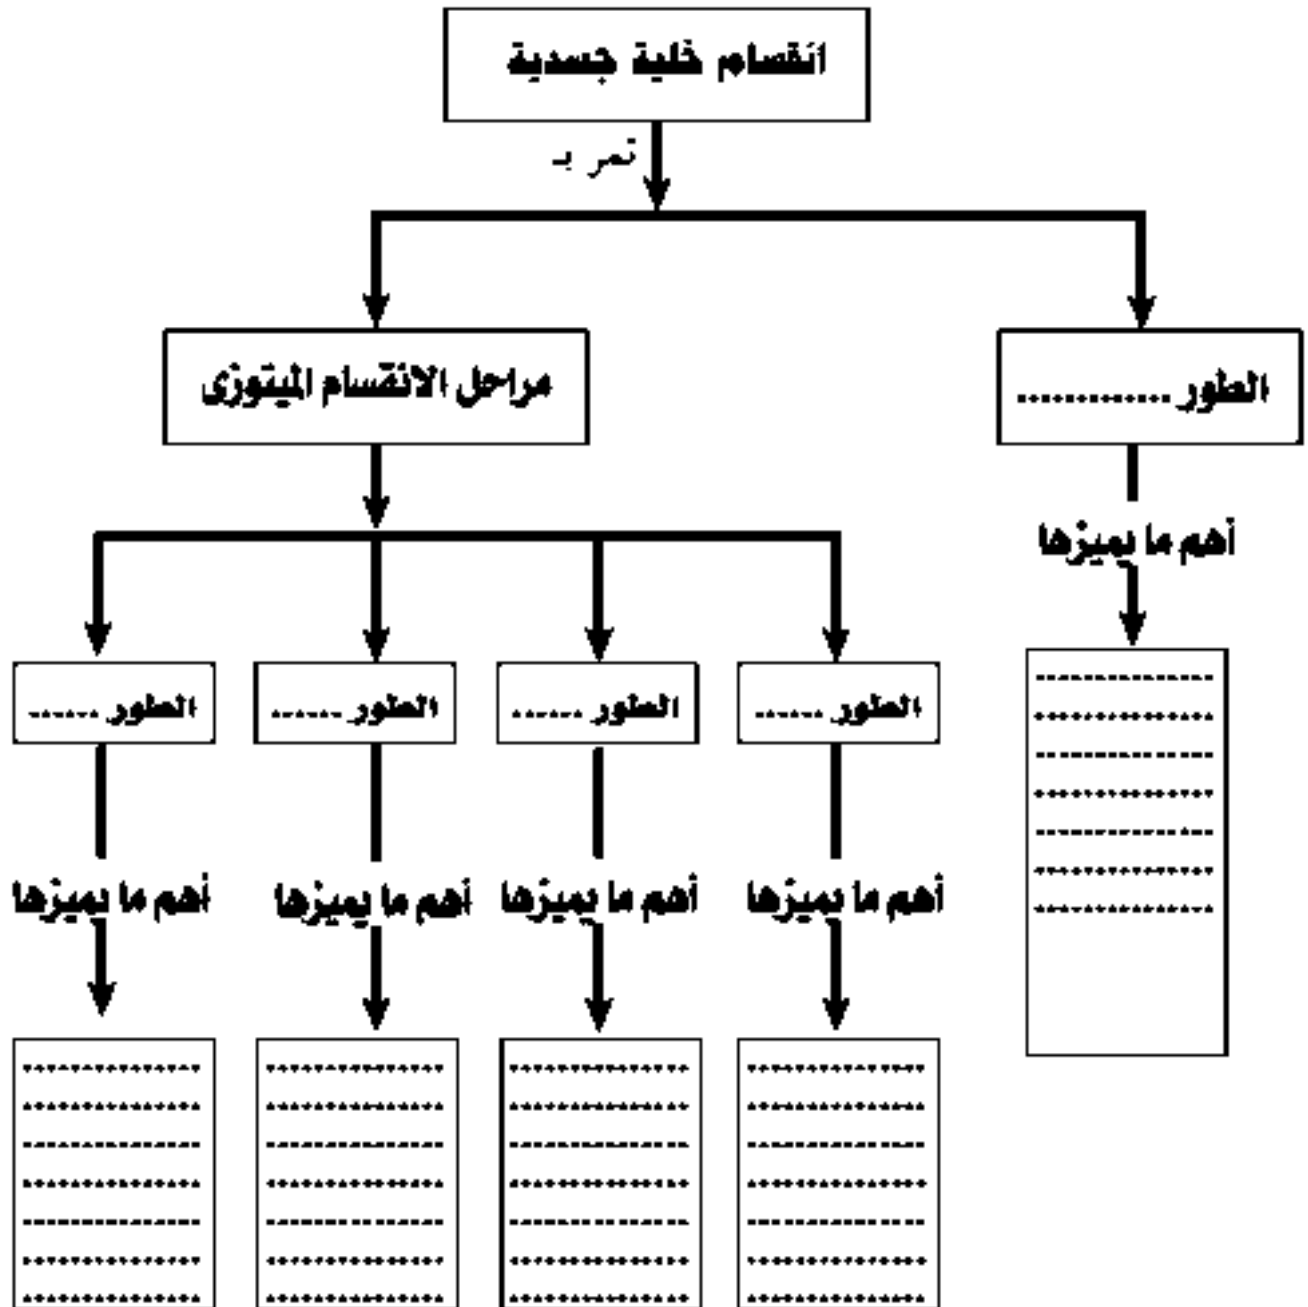 انقسام خلية جسدية
تمر بـ
الطور .............
مراحل الانقسام الميتوزى
أهم ما يميزها
الطور ......
الطور ......
الطور ......
الطور ......
أهم ما يميزها
أهم ما يميزها
أهم ما يميزها
أهم ما يميزها